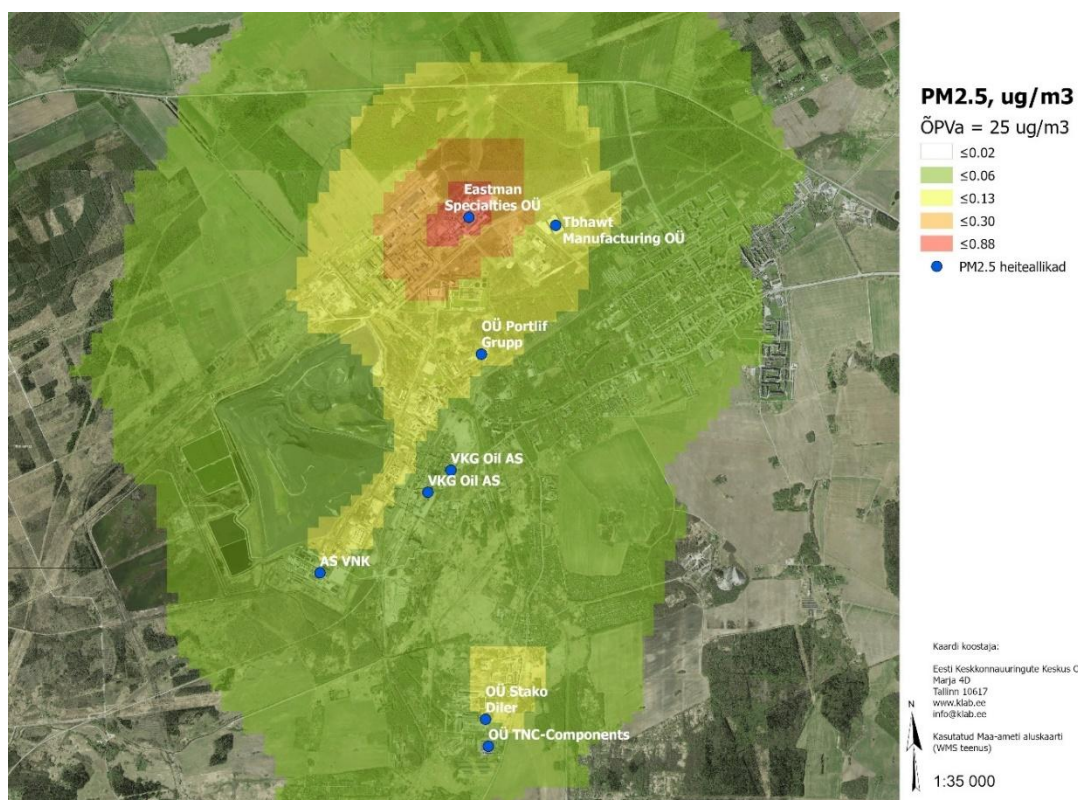 PM2.5, ug/m3
ÕPVa = 25 ug/m3
≤0.02
≤0.06
≤0.13
≤0.30
≤0.88
PM2.5 heiteallikad
Eastman
Specialties OÜ
Tbhawt
Manufacturing OÜ
OÜ Portlif
Grupp
VKG Oil AS
VKG Oil AS
AS VNK
OÜ Stako
Diler
OÜ TNC-Components
Kaardi koostaja:
Eesti Keskkonnauuringute Keskus O
Marja 4D
Tallinn 10617
www.klab.ee
info@klab.ee
N
Kasutatud Maa-ameti aluskaarti
(WMS teenus)
1:35 000